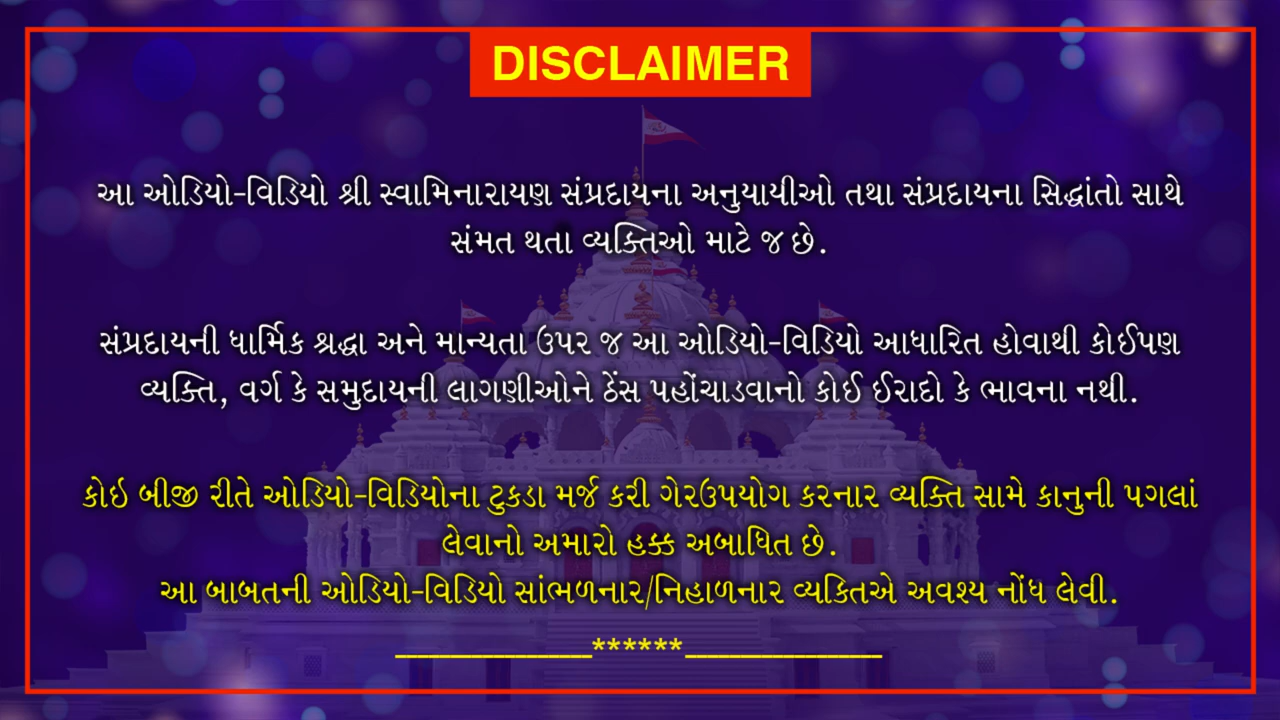 DISCLAIMER
આ ઓડિયો-વિડિયો શ્રી સ્વામિનારાયણ સંપ્રદાયના અનુયાયીઓ તથા સંપ્રદાયના સિદ્ધાંતો સાથે
સંમત થતા વ્યક્તિઓ માટે જ છે.
સંપ્રદાયની ધાર્મિક શ્રદ્ધા અને માન્યતા ઉપર જ આ ઓડિયો-વિડિયો આધારિત હોવાથી કોઈપણ
વ્યક્તિ, વર્ગ કે સમુદાયની લાગણીઓને ઠેંસ પહોંચાડવાનો કોઈ ઈરાદો કે ભાવના નથી.
કોઇ બીજી રીતે ઓડિયો-વિડિયોના ટુકડા મર્જ કરી ગેરઉપયોગ કરનાર વ્યક્તિ સામે કાનુની પગલાં
લેવાનો અમારો હક્ક અબાધિત છે.
આ બાબતની ઓડિયો-વિડિયો સાંભળનાર/નિહાળનાર વ્યકિતએ અવશ્ય નોંધ લેવી.
________________******________________